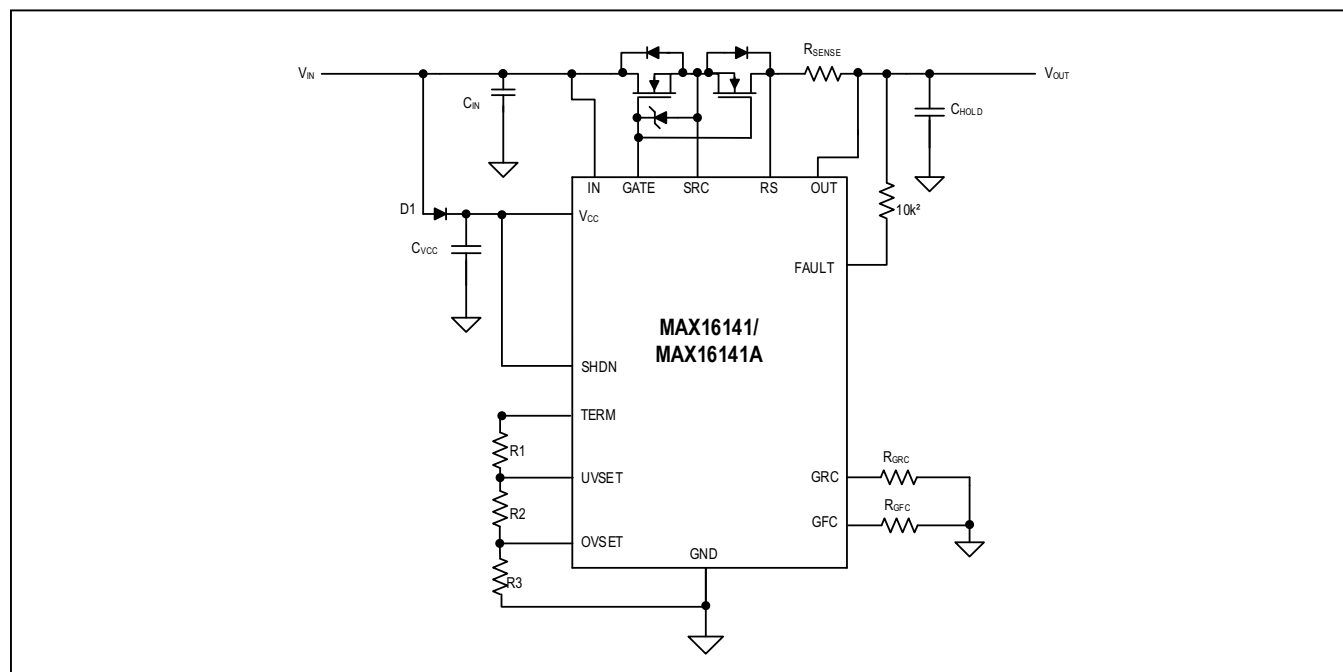 RSENSE
VIN
VOUT
CIN
CHOLD
IN
GATE
SRC
RS
OUT
D1
VCC
10k²
CVCC
FAULT
MAX16141/
MAX16141A
SHDN
TERM
R1
RGRC
UVSET
GRC
R2
RGFC
GFC
OVSET
GND
R3